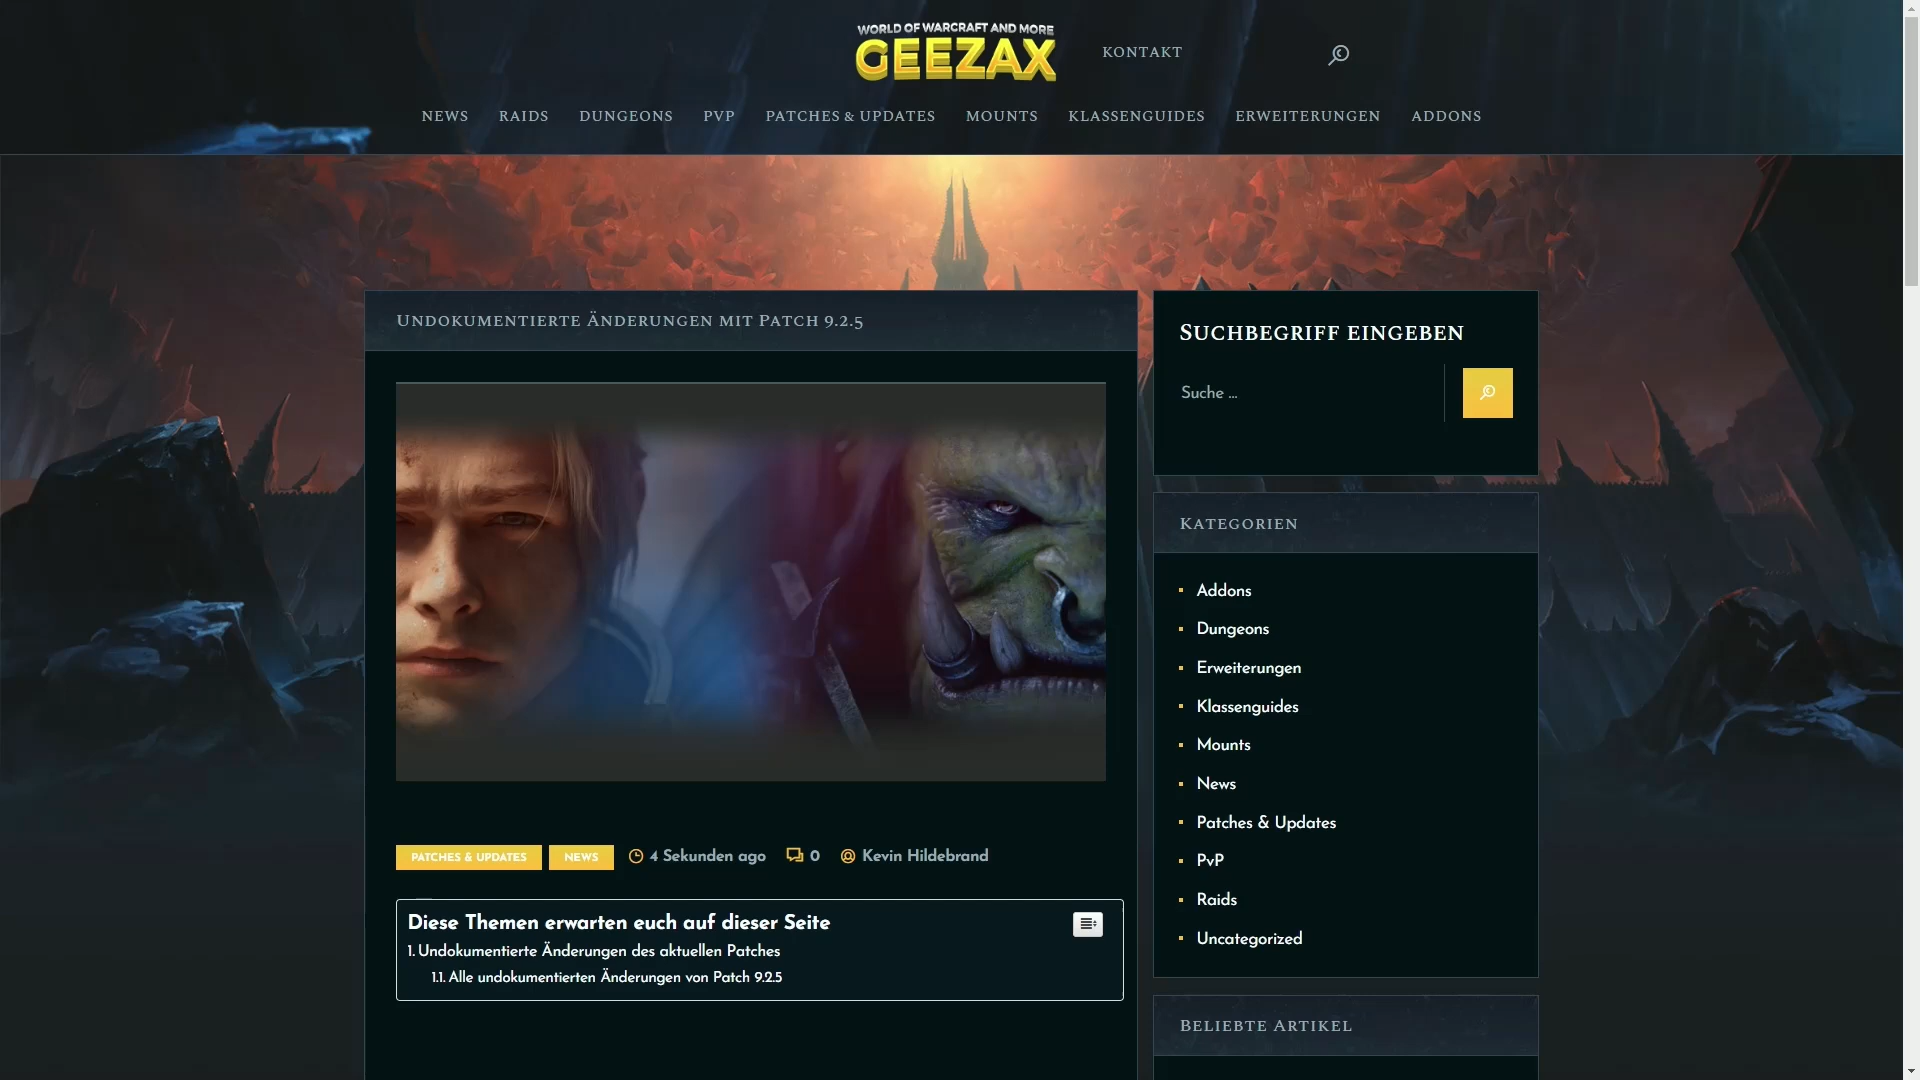 WORLD OF WARCRAFT AND MORE
GEEZAX
KONTAKT
NEWS RAIDS DUNGEONS PVP PATCHES & UPDATES MOUNTS KLASSENGUIDES ERWEITERUNGEN ADDONS
Undokumentierte Änderungen mit Patch 9.2.5
PATCHES & UPDATES NEWS 4 Sekunden ago 0 Kevin Hildebrand
Diese Themen erwarten euch auf dieser Seite
1. Undokumentierte Änderungen des aktuellen Patches
1.1. Alle undokumentierten Änderungen von Patch 9.2.5
Suchbegriff eingeben
Suche ...
Kategorien
Addons
Dungeons
Erweiterungen
Klassenguides
Mounts
News
Patches & Updates
PvP
Raids
Uncategorized
Beliebte Artikel